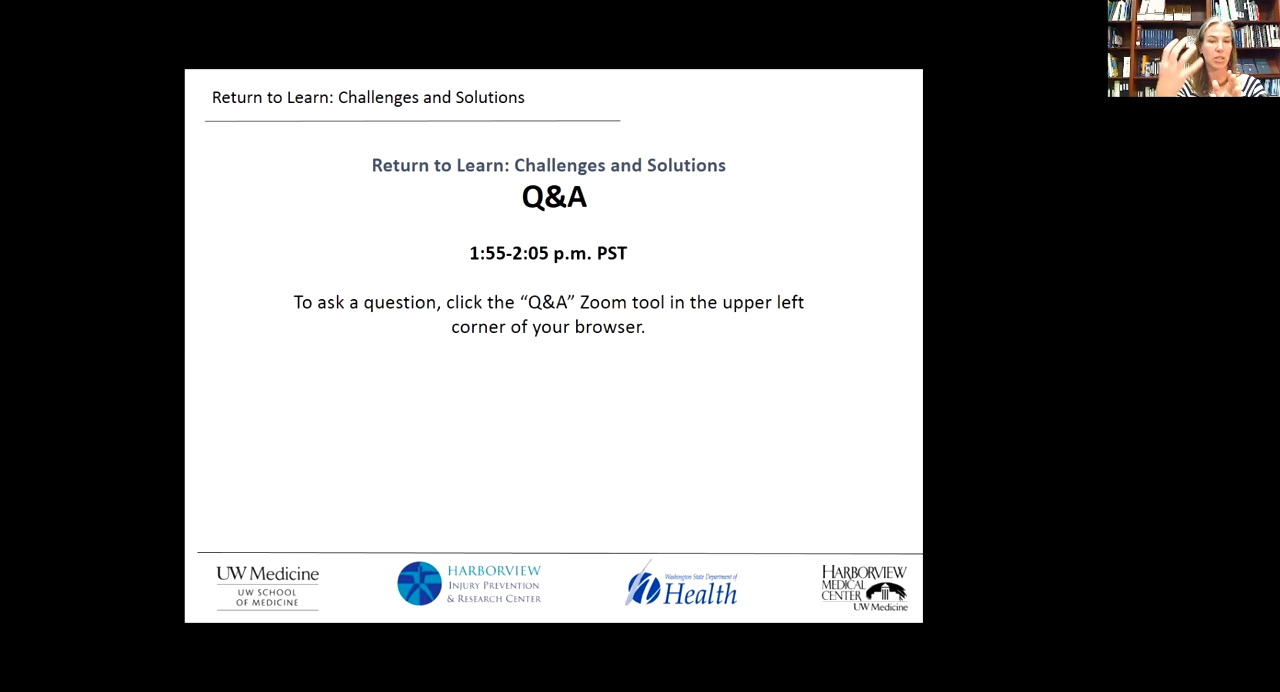 Return to Learn: Challenges and Solutions
Return to Learn: Challenges and Solutions
Q&A
1:55-2:05 p.m. PST
To ask a question, click the “Q&A” Zoom tool in the upper left
corner of your browser.
UW Medicine
UW SCHOOL
OF MEDICINE
HARBORVIEW
INJURY PREVENTION
& RESEARCH CENTER
Washington State Department of
Health
HARBORVIEW
MEDICAL
CENTER
UW Medicine